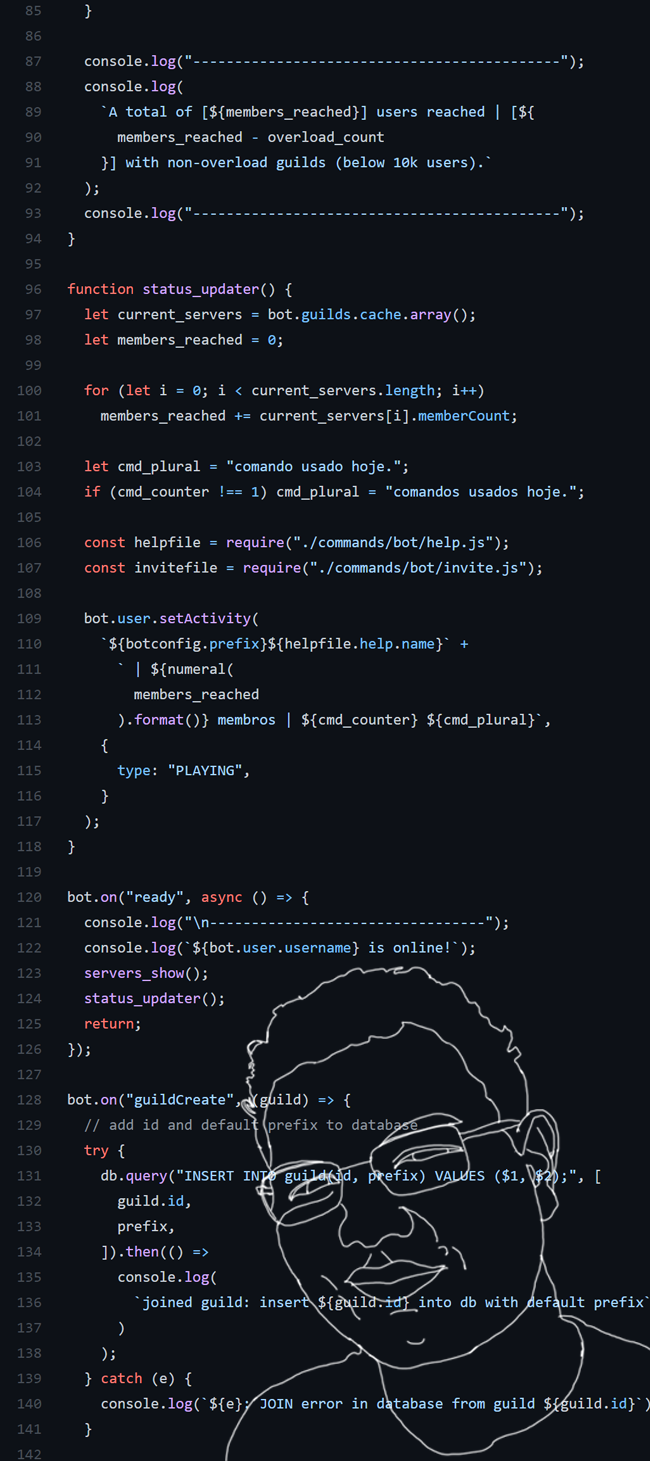 85 }
86
87 console.log("--------------------------------------------");
88 console.log(
89 `A total of [${members_reached}] users reached | [${
90 members_reached - overload_count
91 }] with non-overload guilds (below 10k users).`
92 );
93 console.log("--------------------------------------------");
94 }
95
96 function status_updater() {
97 let current_servers = bot.guilds.cache.array();
98 let members_reached = 0;
99
100 for (let i = 0; i < current_servers.length; i++)
101 members_reached += current_servers[i].memberCount;
102
103 let cmd_plural = "comando usado hoje.";
104 if (cmd_counter !== 1) cmd_plural = "comandos usados hoje.";
105
106 const helpfile = require("./commands/bot/help.js");
107 const invitefile = require("./commands/bot/invite.js");
108
109 bot.user.setActivity(
110 `${botconfig.prefix}${helpfile.help.name}` +
111 ` | ${numeral(
112 members_reached
113 ).format()} membros | ${cmd_counter} ${cmd_plural}`,
114 {
115 type: "PLAYING",
116 }
117 );
118 }
119
120 bot.on("ready", async () => {
121 console.log("\n---------------------------------");
122 console.log(`${bot.user.username} is online!`);
123 servers_show();
124 status_updater();
125 return;
126 });
127
128 bot.on("guildCreate", (guild) => {
129 // add id and default prefix to database
130 try {
131 db.query("INSERT INTO guild(id, prefix) VALUES ($1, $2);", [
132 guild.id,
133 prefix,
134 ]).then(() =>
135 console.log(
136 `joined guild: insert ${guild.id} into db with default prefix`
137 )
138 );
139 } catch (e) {
140 console.log(`${e}: JOIN error in database from guild ${guild.id}`)
141 }
142